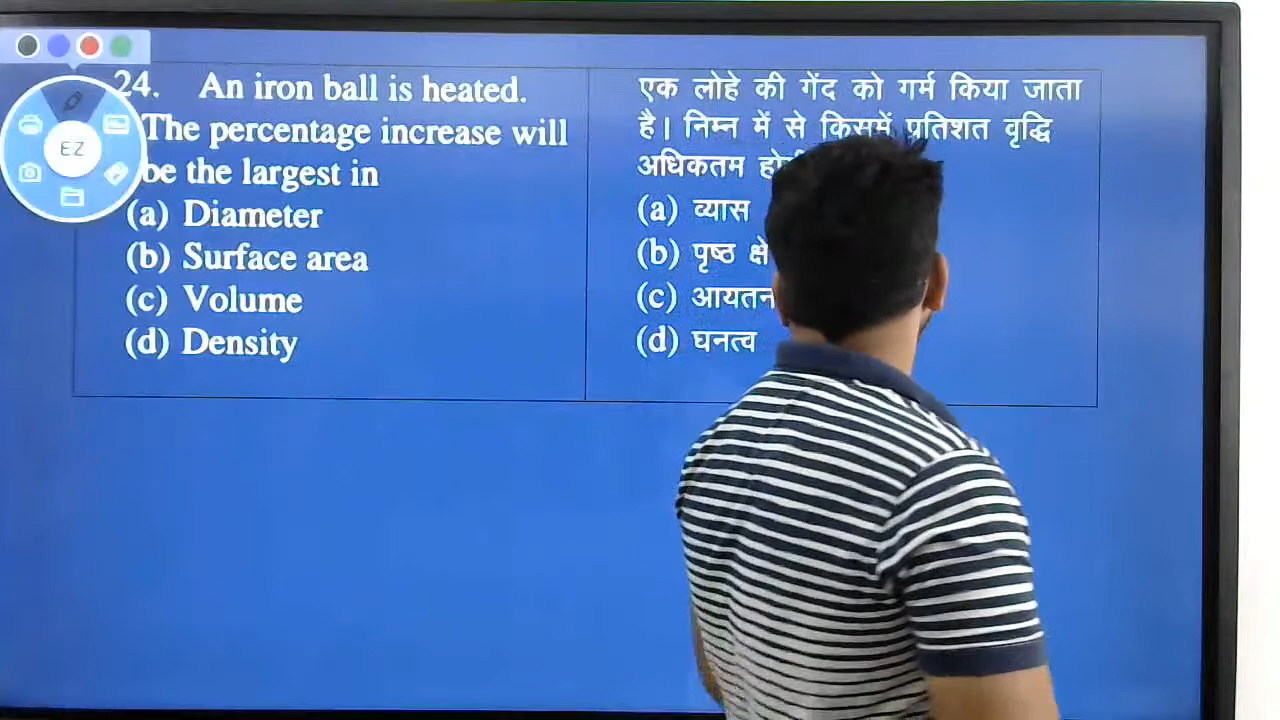 EZ
24. An iron ball is heated.
The percentage increase will
be the largest in
(a) Diameter
(b) Surface area
(c) Volume
(d) Density
एक लोहे की गेंद को गर्म किया जाता
है। निम्न में से किसमें प्रतिशत वृद्धि
अधिकतम
(a) व्यास
(b) पृष्ठ
(c) आयतन
(d) घनत्व